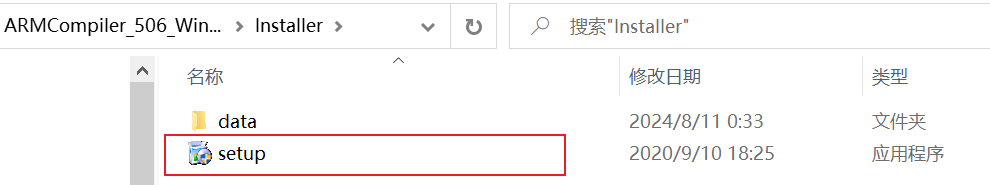 ARMCompiler_506_Win... > Installer >
搜索"Installer"
名称 修改日期 类型
data 2024/8/11 0:33 文件夹
setup 2020/9/10 18:25 应用程序